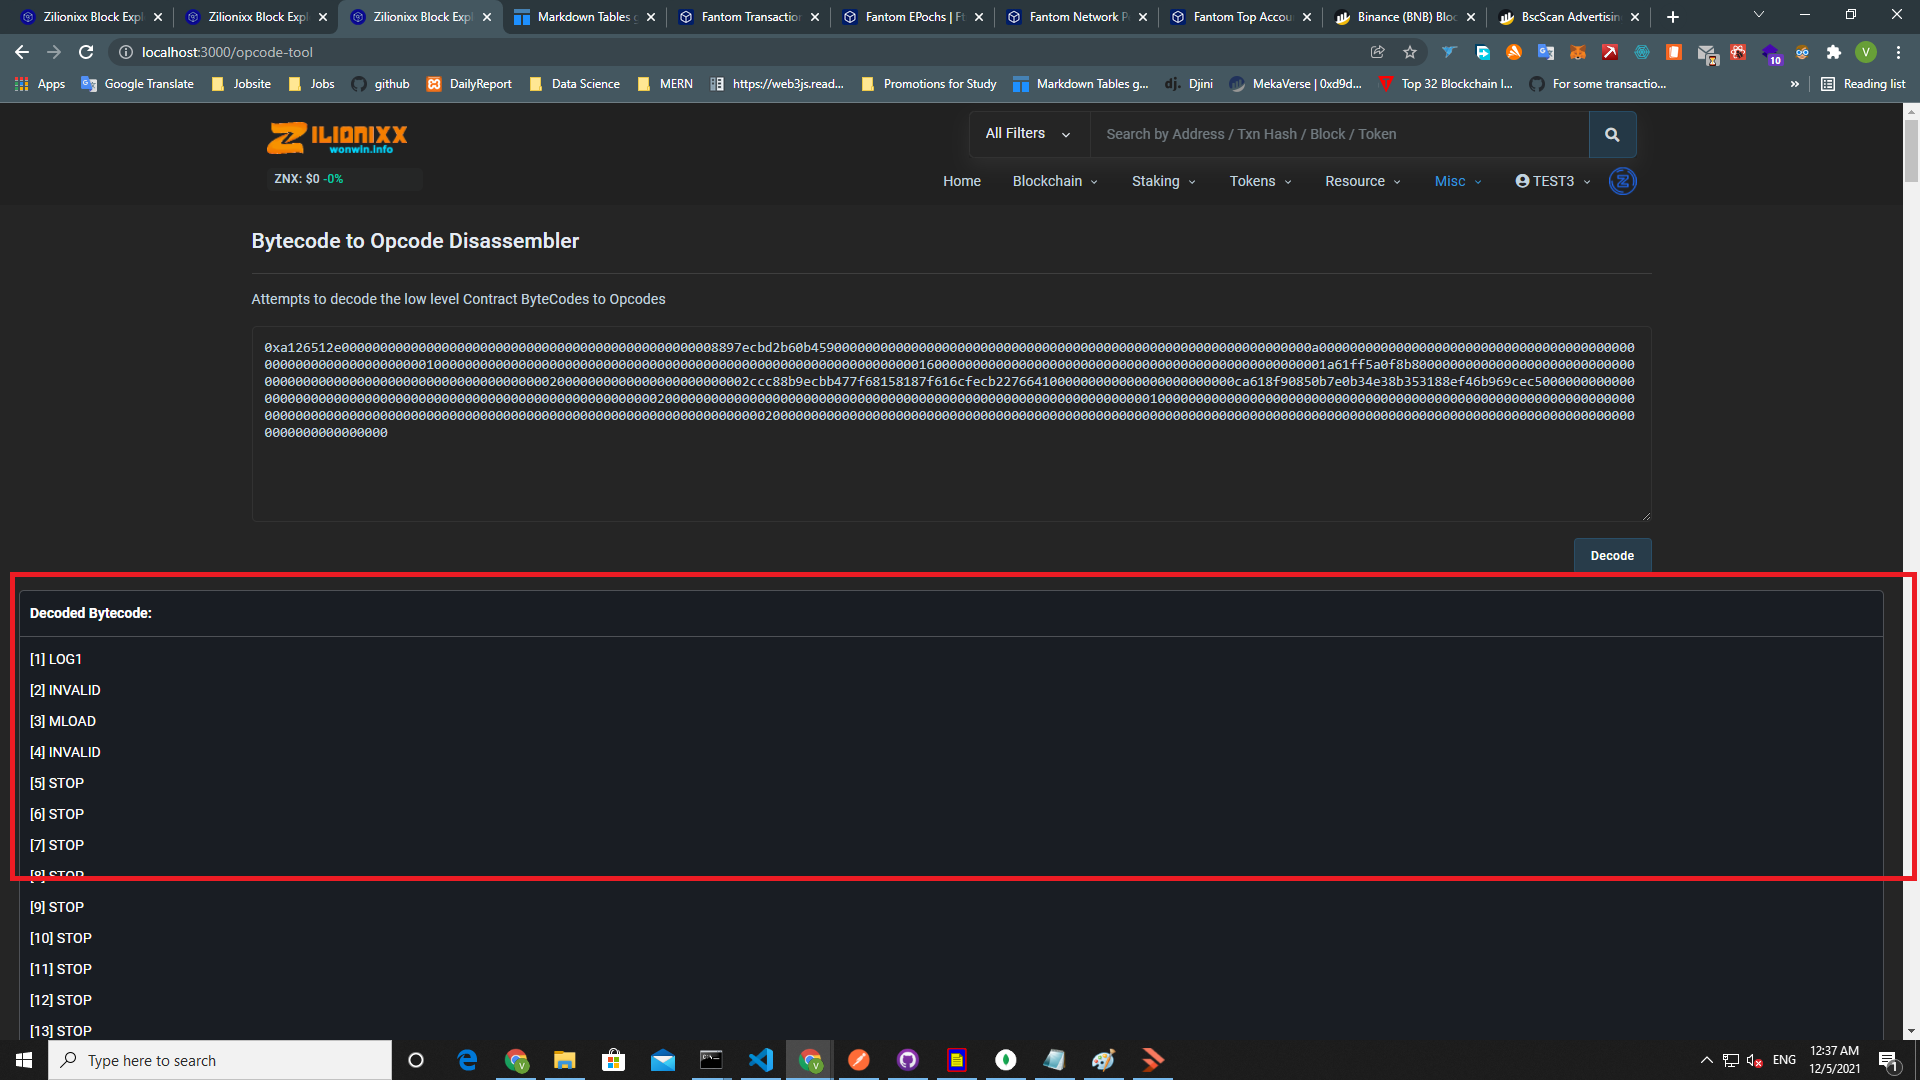 Zilionixx Block Expl
Zilionixx Block Expl
Zilionixx Block Expl
Markdown Tables g
Fantom Transaction
Fantom EPochs | Ft
Fantom Network P
Fantom Top Accou
Binance (BNB) Bloc
BscScan Advertisin
localhost:3000/opcode-tool
10
V
Apps
Google Translate
Jobsite
Jobs
github
DailyReport
Data Science
MERN
https://web3js.read...
Promotions for Study
Markdown Tables g...
dj. Djini
MekaVerse | 0xd9d...
Top 32 Blockchain I...
For some transactio...
»
Reading list
ZILIONIXX
wonwin.info
ZNX: $0 -0%
All Filters
Search by Address / Txn Hash / Block / Token
Home
Blockchain
Staking
Tokens
Resource
Misc
TEST3
Bytecode to Opcode Disassembler
Attempts to decode the low level Contract ByteCodes to Opcodes
Decode
Decoded Bytecode:
[1] LOG1
[2] INVALID
[3] MLOAD
[4] INVALID
[5] STOP
[6] STOP
[7] STOP
[8] STOP
[9] STOP
[10] STOP
[11] STOP
[12] STOP
[13] STOP
Type here to search
ENG
12:37 AM
12/5/2021
1